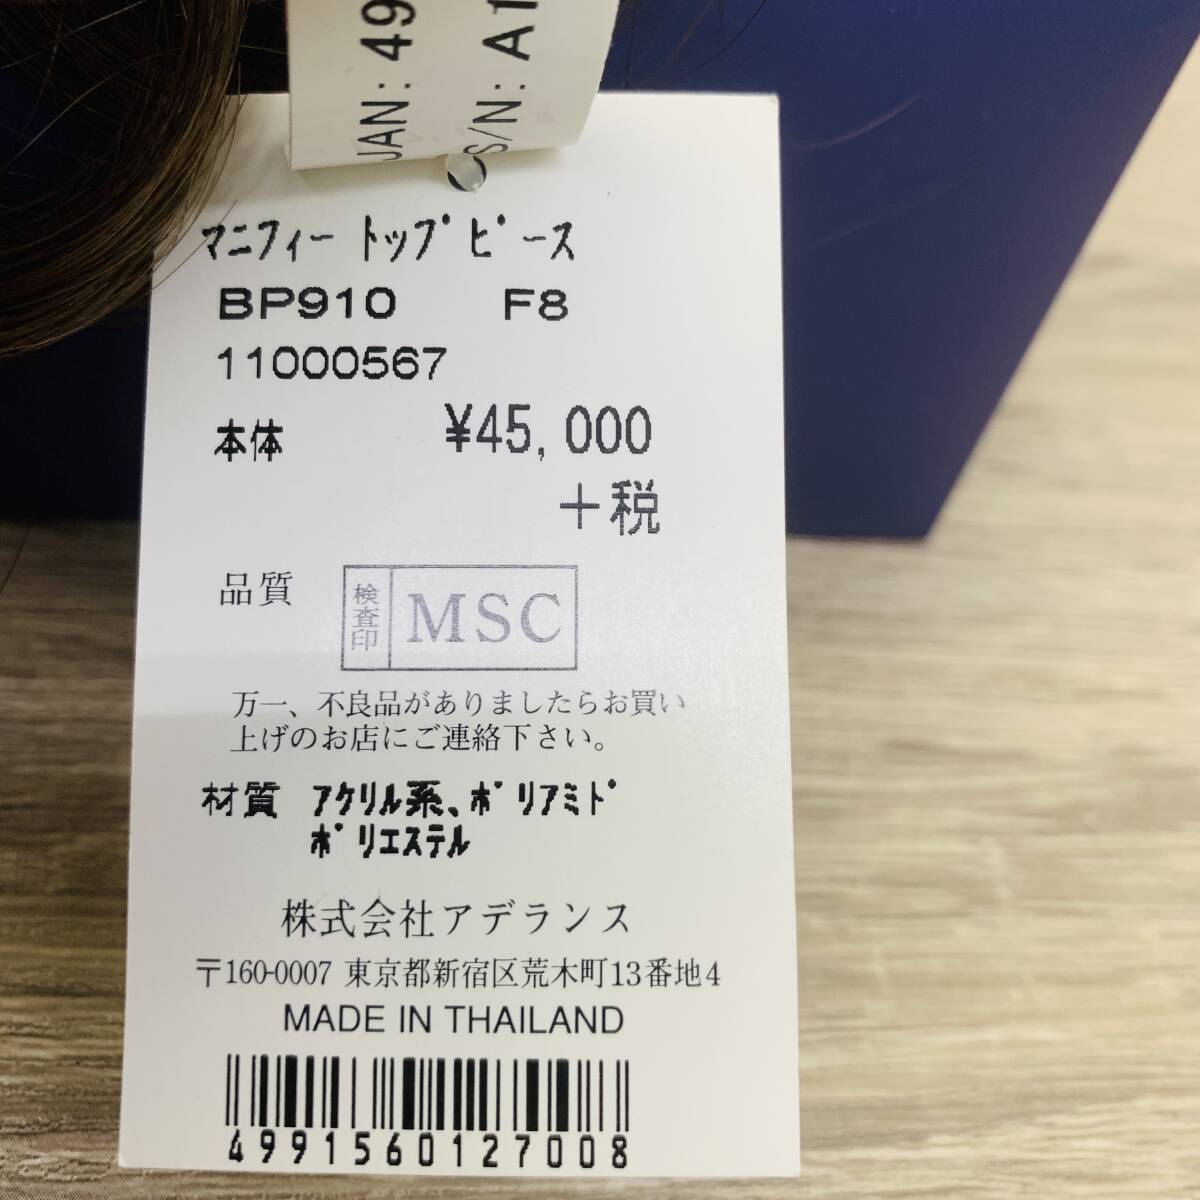 JAN: 49
S/N: A1
マニフィー トップピース
BP910 F8
11000567
本体 ¥45,000
+税
品質 検査印 MSC
万一、不良品がありましたらお買い
上げのお店にご連絡下さい。
材質 アクリル系、ポリアミド
ポリエステル
株式会社アデランス
〒160-0007 東京都新宿区荒木町13番地4
MADE IN THAILAND
4991560127008